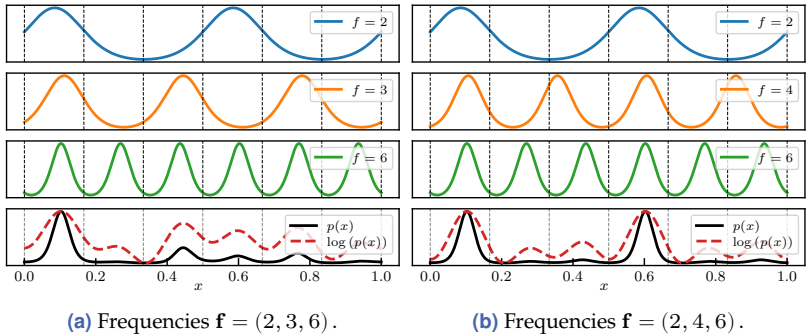 f = 2
f = 3
f = 6
p(x)
log (p(x))
0.0 0.2 0.4 0.6 0.8 1.0
x
(a) Frequencies f = (2, 3, 6).
f = 2
f = 4
f = 6
p(x)
log (p(x))
0.0 0.2 0.4 0.6 0.8 1.0
x
(b) Frequencies f = (2, 4, 6).